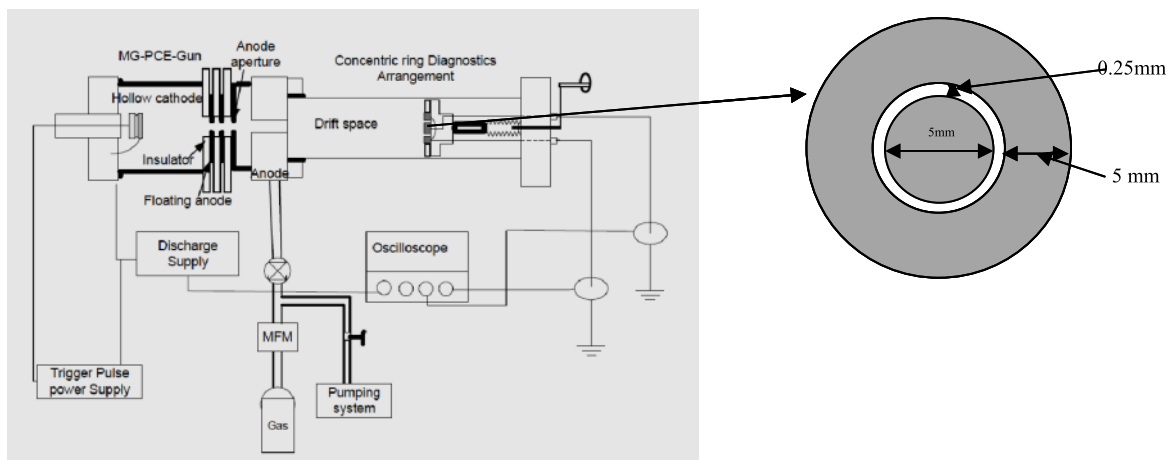 MG-PCE-Gun
Anode
aperture
Concentric ring Diagnostics
Arrangement
Hollow cathode
Drift space
Insulator
Anode
Floating anode
Discharge
Supply
Oscilloscope
MFM
Trigger Pulse
power Supply
Pumping
system
Gas
0.25mm
5mm
5 mm